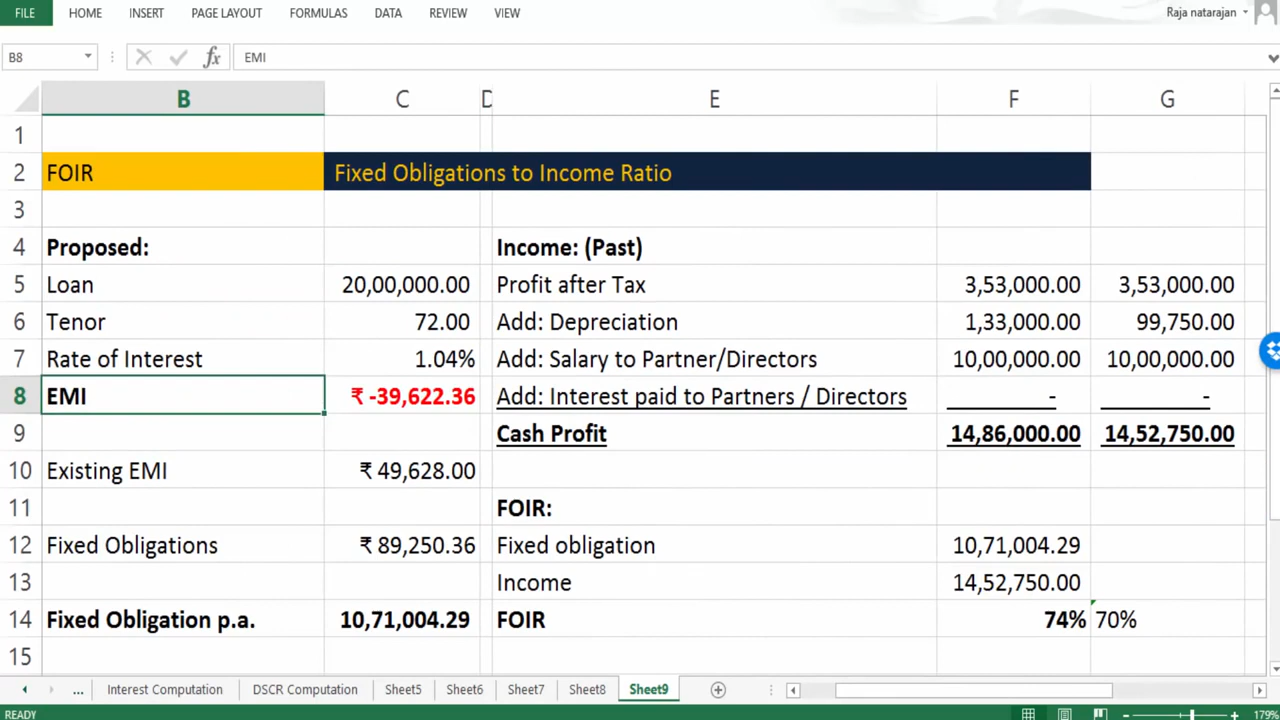 FILE HOME INSERT PAGE LAYOUT FORMULAS DATA REVIEW VIEW Raja natarajan
B8 fx EMI
B C D E F G
1
2 FOIR Fixed Obligations to Income Ratio
3
4 Proposed: Income: (Past)
5 Loan 20,00,000.00 Profit after Tax 3,53,000.00 3,53,000.00
6 Tenor 72.00 Add: Depreciation 1,33,000.00 99,750.00
7 Rate of Interest 1.04% Add: Salary to Partner/Directors 10,00,000.00 10,00,000.00
8 EMI ₹ -39,622.36 Add: Interest paid to Partners / Directors - -
9 Cash Profit 14,86,000.00 14,52,750.00
10 Existing EMI ₹ 49,628.00
11 FOIR:
12 Fixed Obligations ₹ 89,250.36 Fixed obligation 10,71,004.29
13 Income 14,52,750.00
14 Fixed Obligation p.a. 10,71,004.29 FOIR 74% 70%
15
... Interest Computation DSCR Computation Sheet5 Sheet6 Sheet7 Sheet8 Sheet9
READY 179%